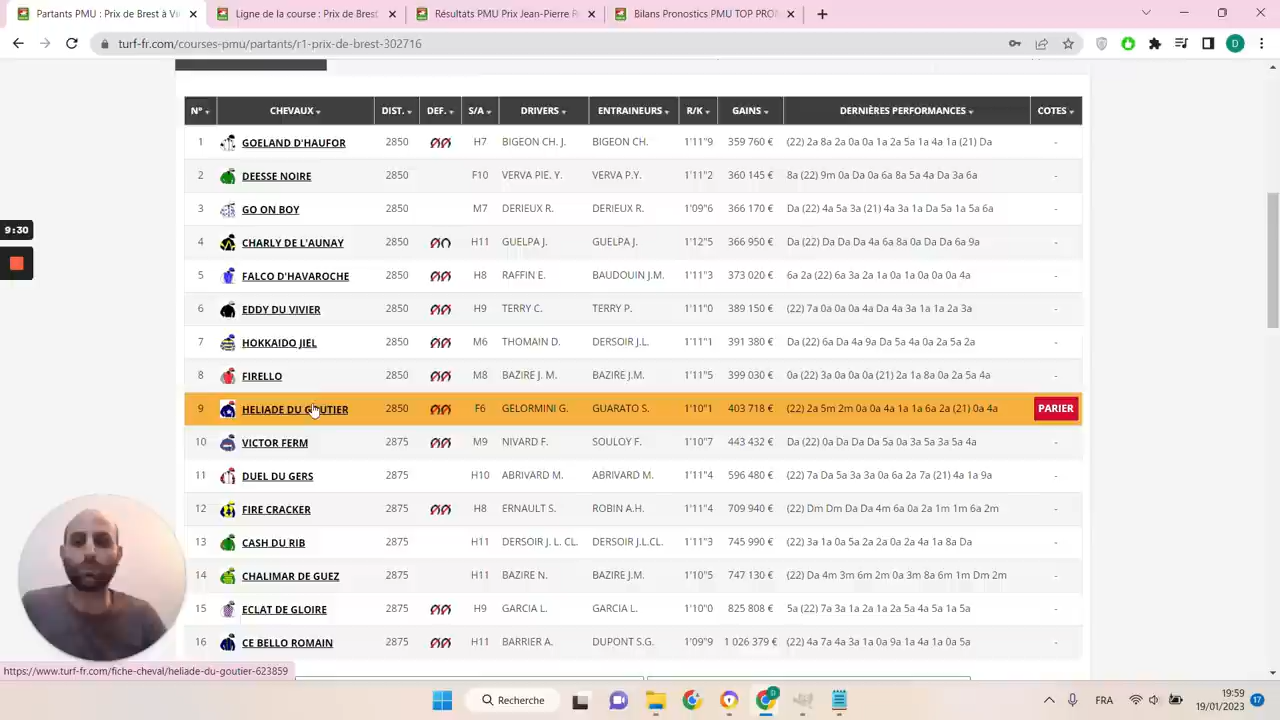 Partants PMU : Prix de Brest à Vi
Ligne de la course : Prix de Brest
Résultats PMU Prix Jean-Pierre R
Bilans Pronostics PMU TOP PRON
turf-fr.com/courses-pmu/partants/r1-prix-de-brest-302716
N° CHEVAUX DIST. DEF. S/A DRIVERS ENTRAINEURS R/K GAINS DERNIÈRES PERFORMANCES COTES
1 GOELAND D'HAUFOR 2850 H7 BIGEON CH. J. BIGEON CH. 1'11"9 359 760 € (22) 2a 8a 2a 0a 0a 1a 2a 5a 1a 4a 1a (21) Da -
2 DEESSE NOIRE 2850 F10 VERVA PIE. Y. VERVA P.Y. 1'11"2 360 145 € 8a (22) 9m 0a Da 0a 6a 8a 5a 4a Da 3a 6a -
3 GO ON BOY 2850 M7 DERIEUX R. DERIEUX R. 1'09"6 366 170 € Da (22) 4a 5a 3a (21) 4a 3a 1a Da 5a 1a 5a 6a -
4 CHARLY DE L'AUNAY 2850 H11 GUELPA J. GUELPA J. 1'12"5 366 950 € Da (22) Da Da Da 4a 6a 8a 0a Da Da 6a 9a -
5 FALCO D'HAVAROCHE 2850 H8 RAFFIN E. BAUDOUIN J.M. 1'11"3 373 020 € 6a 2a (22) 6a 3a 2a 1a 0a 1a 0a Da 0a 4a -
6 EDDY DU VIVIER 2850 H9 TERRY C. TERRY P. 1'11"0 389 150 € (22) 7a 0a 0a 0a 4a Da 4a 3a 1a 1a 2a 3a -
7 HOKKAIDO JIEL 2850 M6 THOMAIN D. DERSOIR J.L. 1'11"1 391 380 € Da (22) 6a Da 4a 9a Da 5a 4a 0a 2a 5a 2a -
8 FIRELLO 2850 M8 BAZIRE J. M. BAZIRE J.M. 1'11"5 399 030 € 0a (22) 3a 0a 0a 0a (21) 2a 1a 8a 0a 2a 5a 4a -
9 HELIADE DU GOUTIER 2850 F6 GELORMINI G. GUARATO S. 1'10"1 403 718 € (22) 2a 5m 2m 0a 0a 4a 1a 1a 6a 2a (21) 0a 4a PARIER
10 VICTOR FERM 2875 M9 NIVARD F. SOULOY F. 1'10"7 443 432 € Da (22) 0a Da Da Da 5a 0a 3a 5a 3a 5a 4a -
11 DUEL DU GERS 2875 H10 ABRIVARD M. ABRIVARD M. 1'11"4 596 480 € (22) 7a Da 5a 3a 3a 0a 6a 2a 7a (21) 4a 1a 9a -
12 FIRE CRACKER 2875 H8 ERNAULT S. ROBIN A.H. 1'11"4 709 940 € (22) Dm Dm Da Da 4m 6a 0a 2a 1m 1m 6a 2m -
13 CASH DU RIB 2875 H11 DERSOIR J. L. CL. DERSOIR J.L.CL. 1'11"3 745 990 € (22) 3a 1a 0a 5a 2a 2a 0a 2a 4a 1a 8a Da -
14 CHALIMAR DE GUEZ 2875 H11 BAZIRE N. BAZIRE J.M. 1'10"5 747 130 € (22) Da 4m 3m 6m 2m 0a 3m 8a 6m 1m Dm 2m -
15 ECLAT DE GLOIRE 2875 H9 GARCIA L. GARCIA L. 1'10"0 825 808 € 5a (22) 7a 3a 1a 2a 1a 2a 5a 4a 5a 1a 5a -
16 CE BELLO ROMAIN 2875 H11 BARRIER A. DUPONT S.G. 1'09"9 1 026 379 € (22) 4a 7a 4a 3a 1a 0a 9a 1a 4a 1a 0a 5a -
9:30
https://www.turf-fr.com/fiche-cheval/heliade-du-goutier-623859
Recherche
FRA
19:59
19/01/2023
17